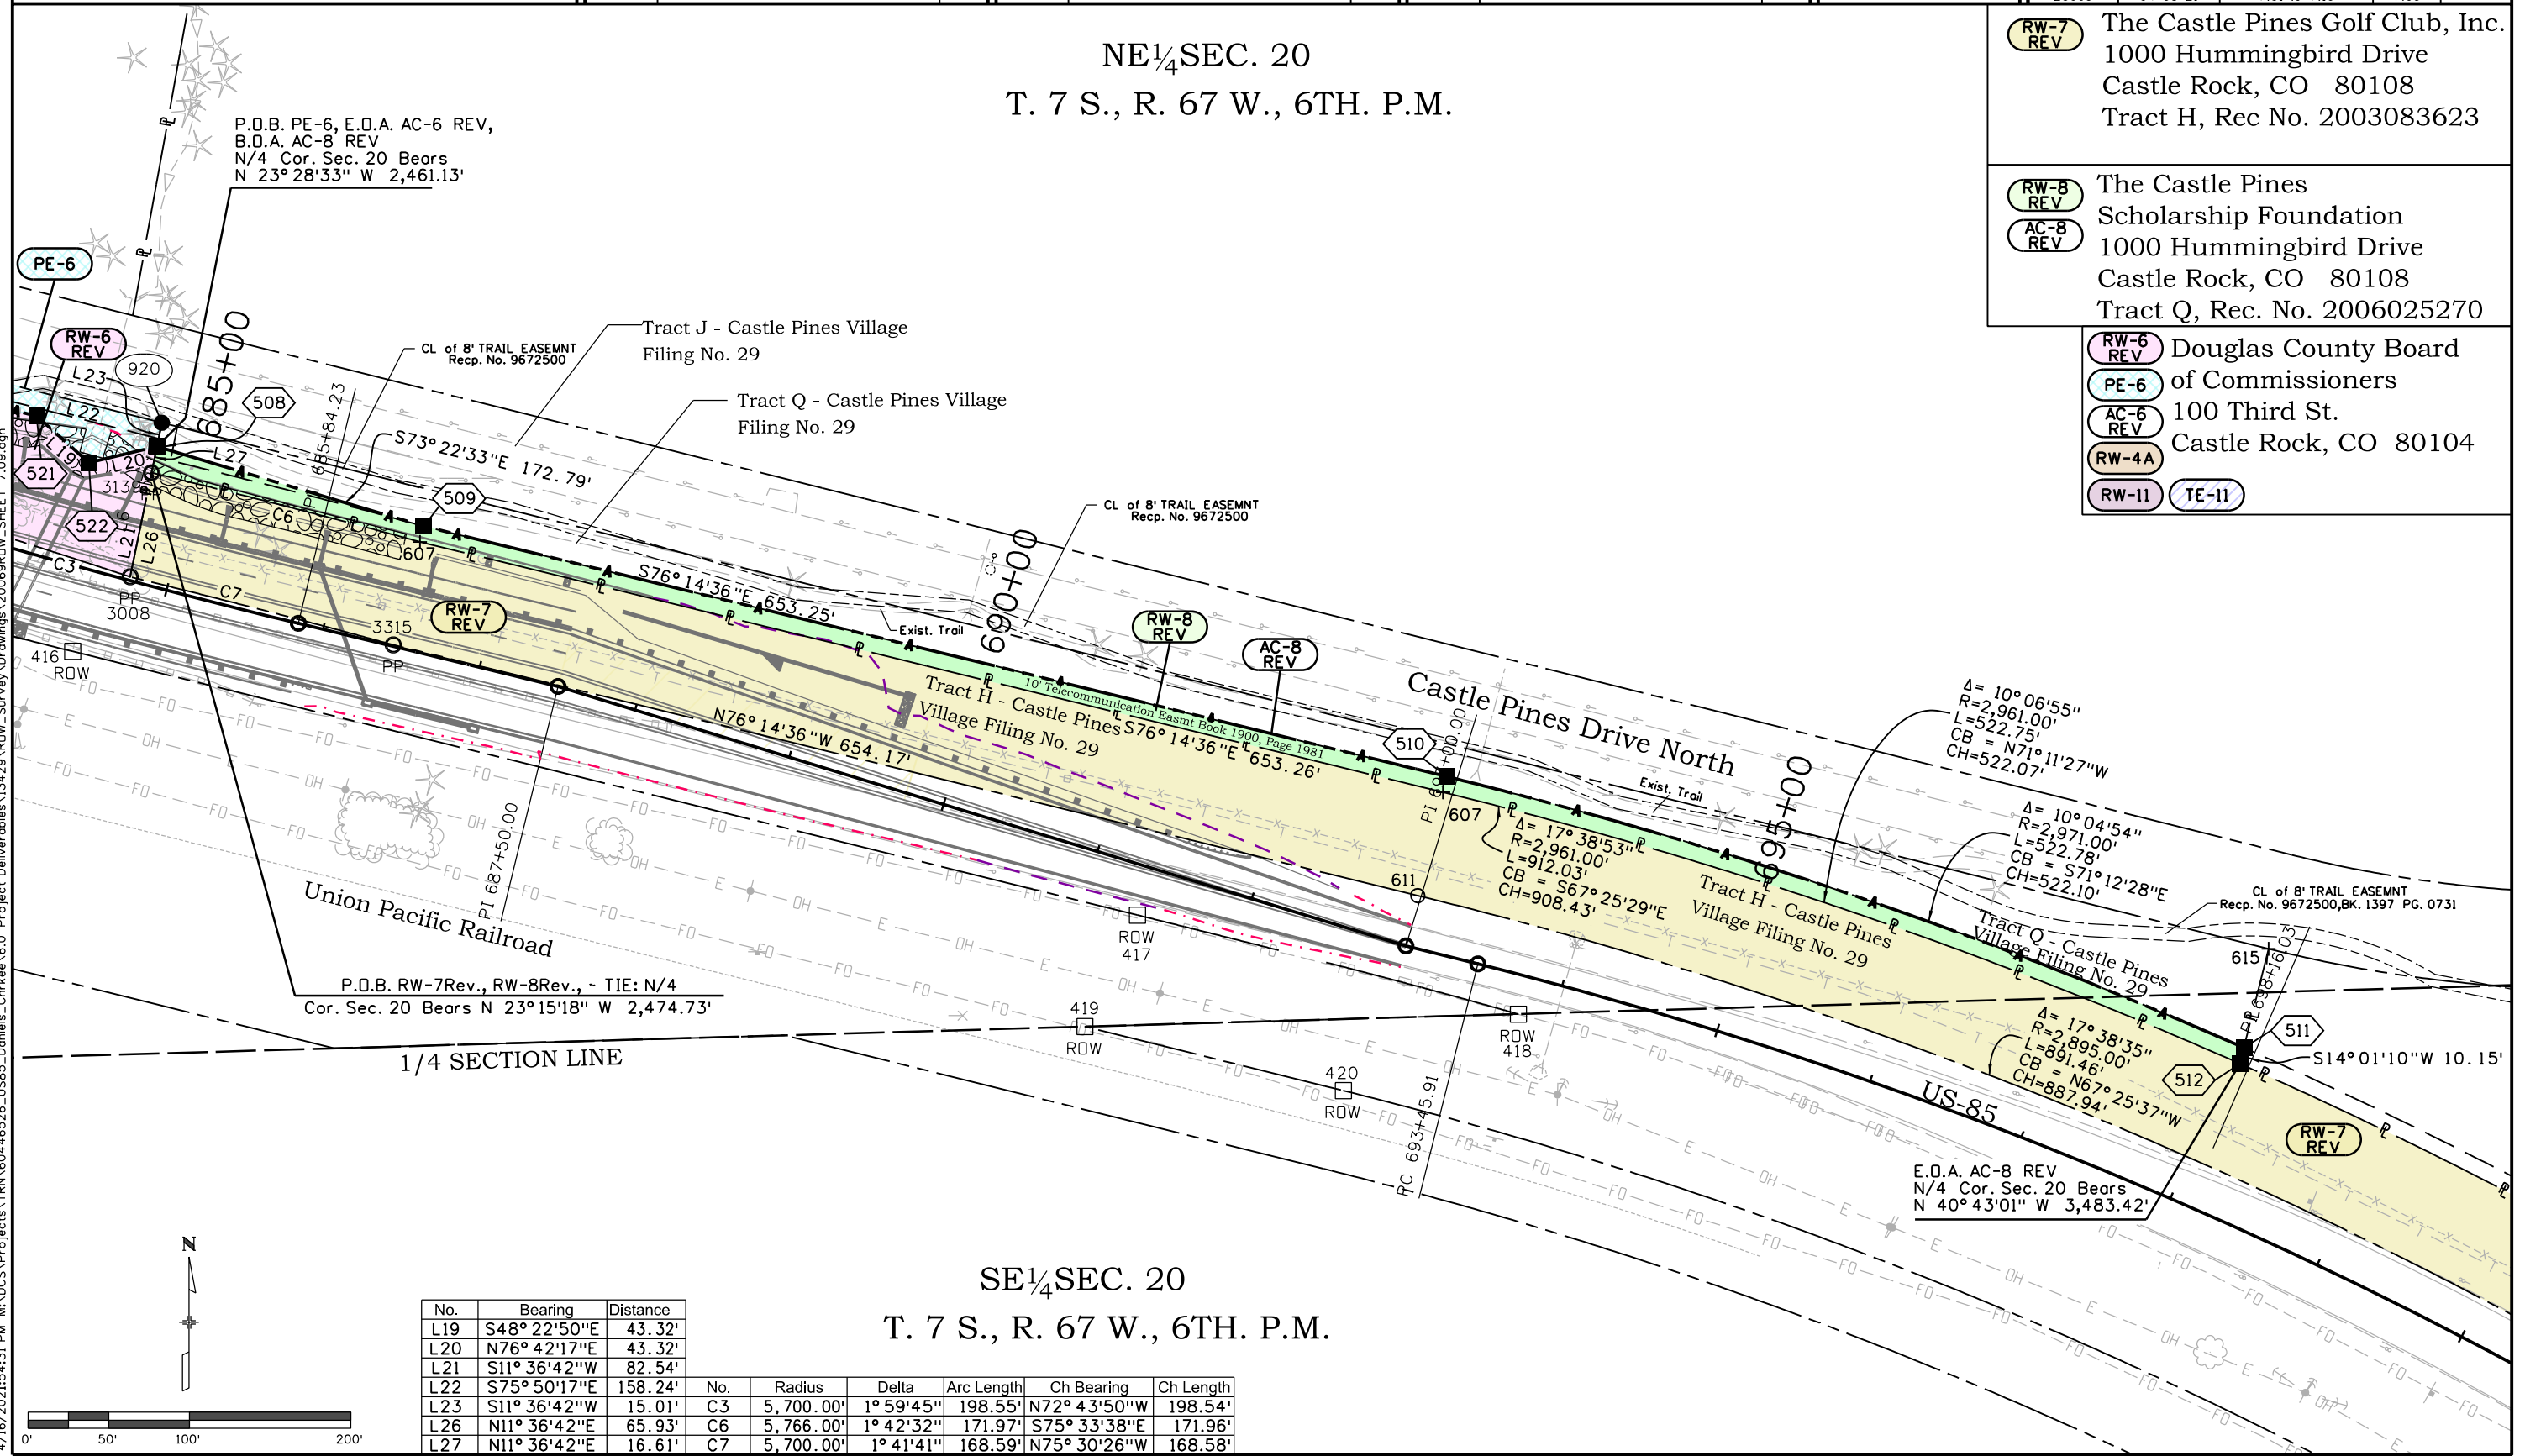 NE¼SEC. 20
T. 7 S., R. 67 W., 6TH. P.M.
RW-7
REV
The Castle Pines Golf Club, Inc.
1000 Hummingbird Drive
Castle Rock, CO 80108
Tract H, Rec No. 2003083623
RW-8
REV
AC-8
REV
The Castle Pines
Scholarship Foundation
1000 Hummingbird Drive
Castle Rock, CO 80108
Tract Q, Rec. No. 2006025270
RW-6
REV
PE-6
AC-6
REV
RW-4A
RW-11
TE-11
Douglas County Board
of Commissioners
100 Third St.
Castle Rock, CO 80104
P.O.B. PE-6, E.O.A. AC-6 REV,
B.O.A. AC-8 REV
N/4 Cor. Sec. 20 Bears
N 23°28'33" W 2,461.13'
PE-6
RW-6
REV
L23
920
L22
685+00
508
L19
L20
L27
521
3139
522
L21
L26
C6
C3
C7
685+84.23
CL of 8' TRAIL EASEMNT
Recp. No. 9672500
Tract J - Castle Pines Village
Filing No. 29
Tract Q - Castle Pines Village
Filing No. 29
S73°22'33"E 172.79'
509
607
S76°14'36"E 653.25'
Exist. Trail
690+00
CL of 8' TRAIL EASEMNT
Recp. No. 9672500
RW-8
REV
AC-8
REV
PP
3008
3315
PP
RW-7
REV
416
ROW
10' Telecommunication Easmt Book 1900, Page 1981
Tract H - Castle Pines
Village Filing No. 29
S76°14'36"E 653.26'
N76°14'36"W 654.17'
Castle Pines Drive North
510
607
611
Exist. Trail
695+00
Δ= 10°06'55"
R=2,961.00'
L=522.75'
CB = N71°11'27"W
CH=522.07'
Δ= 10°04'54"
R=2,971.00'
L=522.78'
CB = S71°12'28"E
CH=522.10'
Δ= 17°38'53"
R=2,961.00'
L=912.03'
CB = S67°25'29"E
CH=908.43'
Tract H - Castle Pines
Village Filing No. 29
CL of 8' TRAIL EASEMNT
Recp. No. 9672500,BK. 1397 PG. 0731
Tract Q - Castle Pines
Village Filing No. 29
615
698+16.03
511
S14°01'10"W 10.15'
512
Δ= 17°38'35"
R=2,895.00'
L=891.46'
CB = N67°25'37"W
CH=887.94'
US-85
RW-7
REV
E.O.A. AC-8 REV
N/4 Cor. Sec. 20 Bears
N 40°43'01" W 3,483.42'
Union Pacific Railroad
PI 687+50.00
P.O.B. RW-7Rev., RW-8Rev., - TIE: N/4
Cor. Sec. 20 Bears N 23°15'18" W 2,474.73'
1/4 SECTION LINE
ROW
417
419
ROW
ROW
418
420
ROW
PC 693+45.91
SE¼SEC. 20
T. 7 S., R. 67 W., 6TH. P.M.
N
0' 50' 100' 200'
No. Bearing Distance
L19 S48°22'50"E 43.32'
L20 N76°42'17"E 43.32'
L21 S11°36'42"W 82.54'
L22 S75°50'17"E 158.24'
L23 S11°36'42"W 15.01'
L26 N11°36'42"E 65.93'
L27 N11°36'42"E 16.61'
No. Radius Delta Arc Length Ch Bearing Ch Length
C3 5,700.00' 1°59'45" 198.55' N72°43'50"W 198.54'
C6 5,766.00' 1°42'32" 171.97' S75°33'38"E 171.96'
C7 5,700.00' 1°41'41" 168.59' N75°30'26"W 168.58'